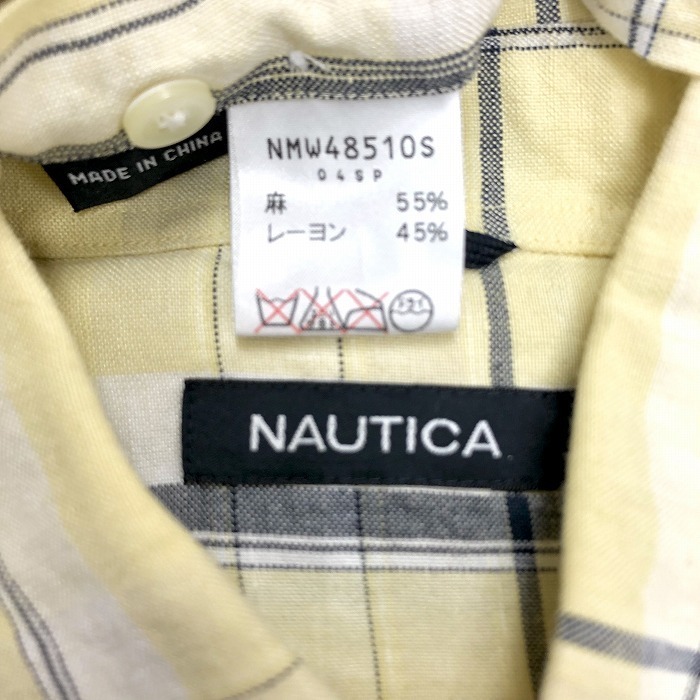 MADE IN CHINA
NMW48510S
04SP
麻 55%
レーヨン 45%
NAUTICA